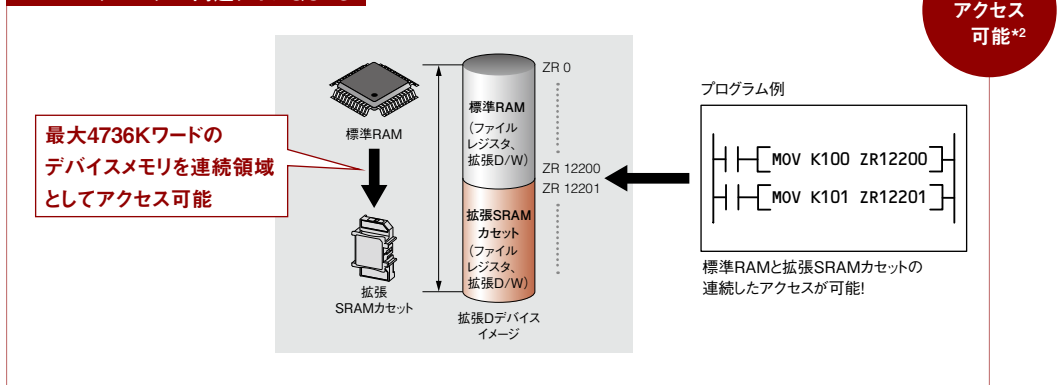 アクセス
可能*2
最大4736Kワードの
デバイスメモリを連続領域
としてアクセス可能
標準RAM
拡張
SRAMカセット
標準RAM
(ファイル
レジスタ、
拡張D/W)
拡張SRAM
カセット
(ファイル
レジスタ、
拡張D/W)
拡張Dデバイス
イメージ
ZR 0
ZR 12200
ZR 12201
プログラム例
MOV K100 ZR12200
MOV K101 ZR12201
標準RAMと拡張SRAMカセットの
連続したアクセスが可能!